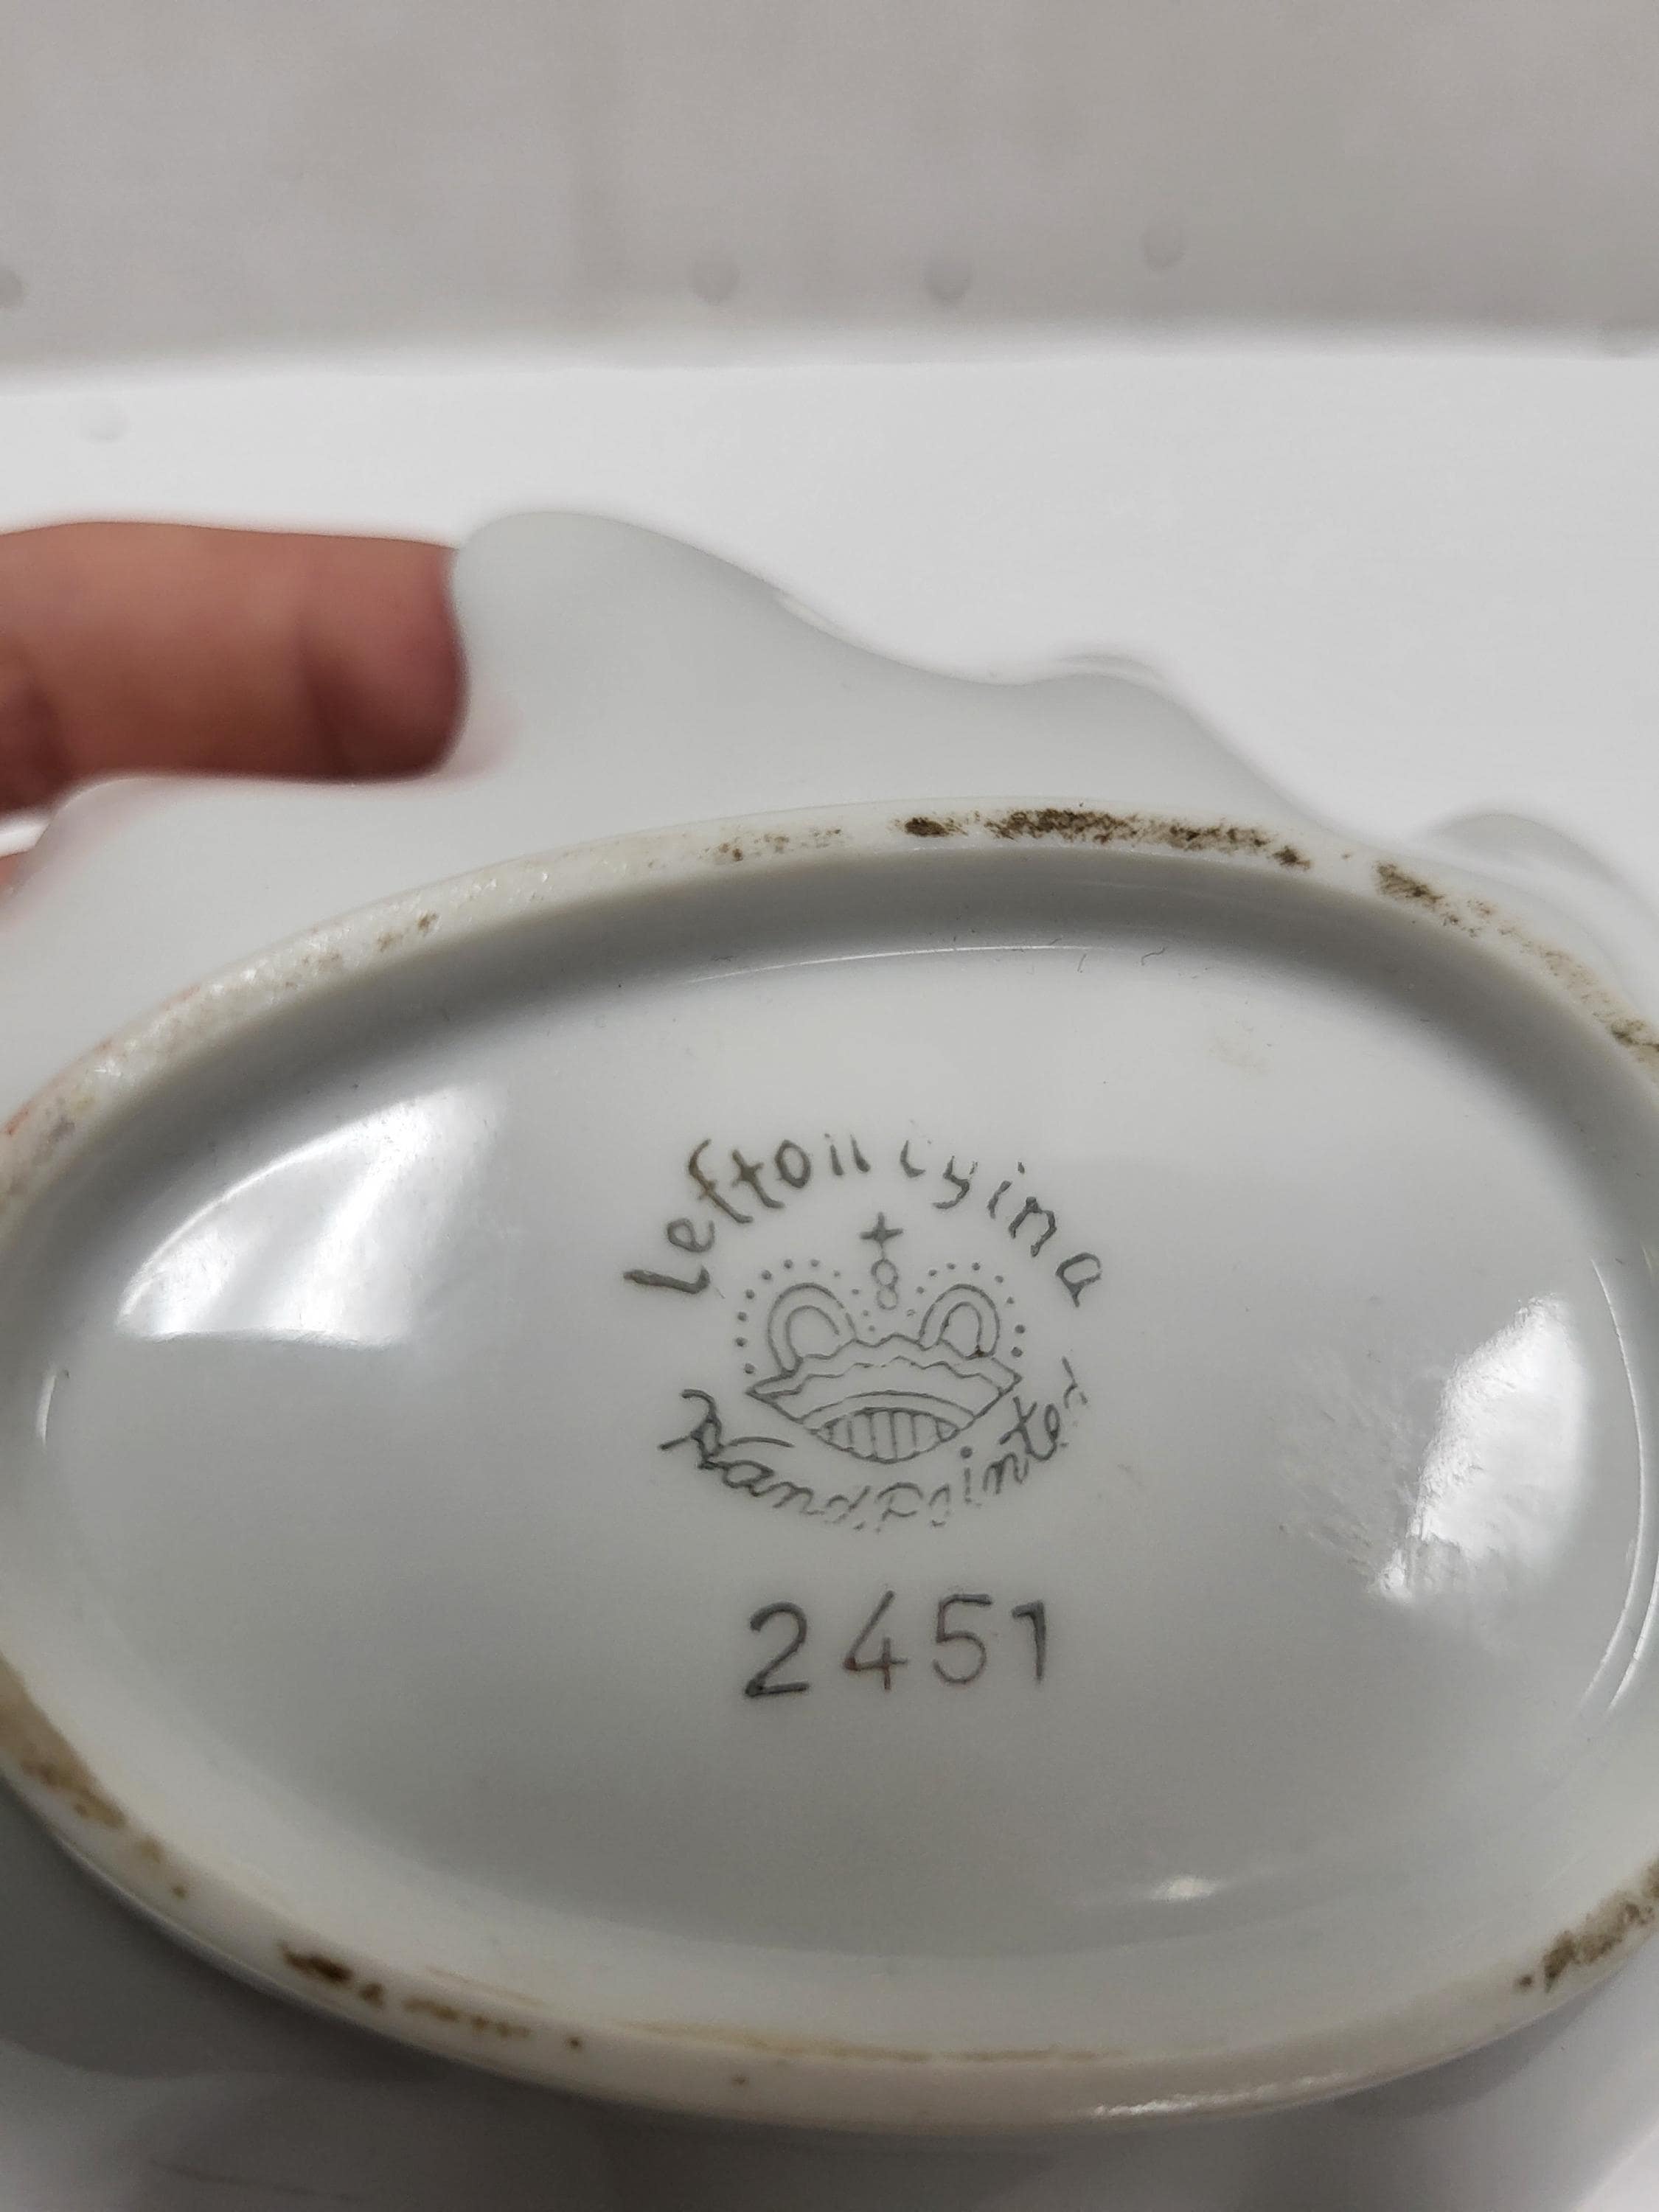 Lefton China
Hand Painted
2451